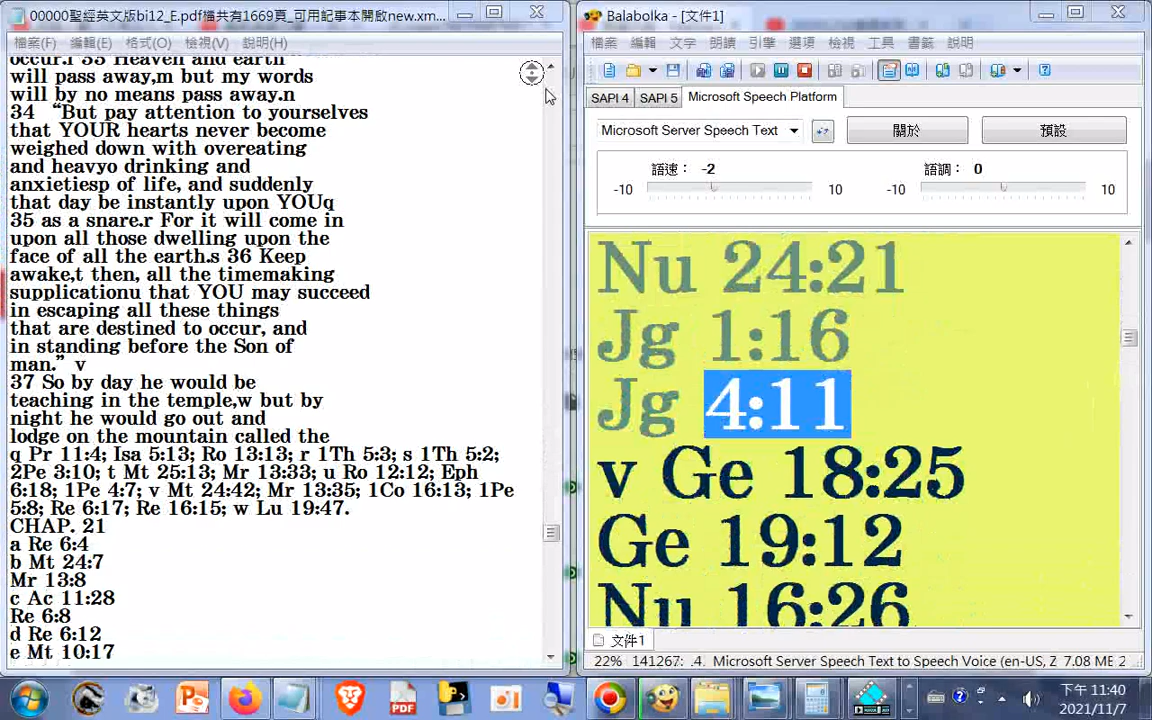 00000聖經英文版bi12_E.pdf檔共有1669頁_可用記事本開啟new.xm...
檔案(F) 編輯(E) 格式(O) 檢視(V) 說明(H)
occur.r 33 Heaven and earth
will pass away,m but my words
will by no means pass away.n
34 “But pay attention to yourselves
that YOUR hearts never become
weighed down with overeating
and heavyo drinking and
anxietiesp of life, and suddenly
that day be instantly upon YOUq
35 as a snare.r For it will come in
upon all those dwelling upon the
face of all the earth.s 36 Keep
awake,t then, all the timemaking
supplicationu that YOU may succeed
in escaping all these things
that are destined to occur, and
in standing before the Son of
man.” v
37 So by day he would be
teaching in the temple,w but by
night he would go out and
lodge on the mountain called the
q Pr 11:4; Isa 5:13; Ro 13:13; r 1Th 5:3; s 1Th 5:2;
2Pe 3:10; t Mt 25:13; Mr 13:33; u Ro 12:12; Eph
6:18; 1Pe 4:7; v Mt 24:42; Mr 13:35; 1Co 16:13; 1Pe
5:8; Re 6:17; Re 16:15; w Lu 19:47.
CHAP. 21
a Re 6:4
b Mt 24:7
Mr 13:8
c Ac 11:28
Re 6:8
d Re 6:12
e Mt 10:17
Balabolka - [文件1]
檔案 編輯 文字 朗讀 引擎 選項 檢視 工具 書籤 說明
SAPI 4 SAPI 5 Microsoft Speech Platform
Microsoft Server Speech Text 關於 預設
語速: -2 語調: 0
-10 10 -10 10
Nu 24:21
Jg 1:16
Jg 4:11
v Ge 18:25
Ge 19:12
Nu 16:26
文件1
22% 141267: .4. Microsoft Server Speech Text to Speech Voice (en-US, Z 7.08 MB 2
PDF
下午 11:40
2021/11/7